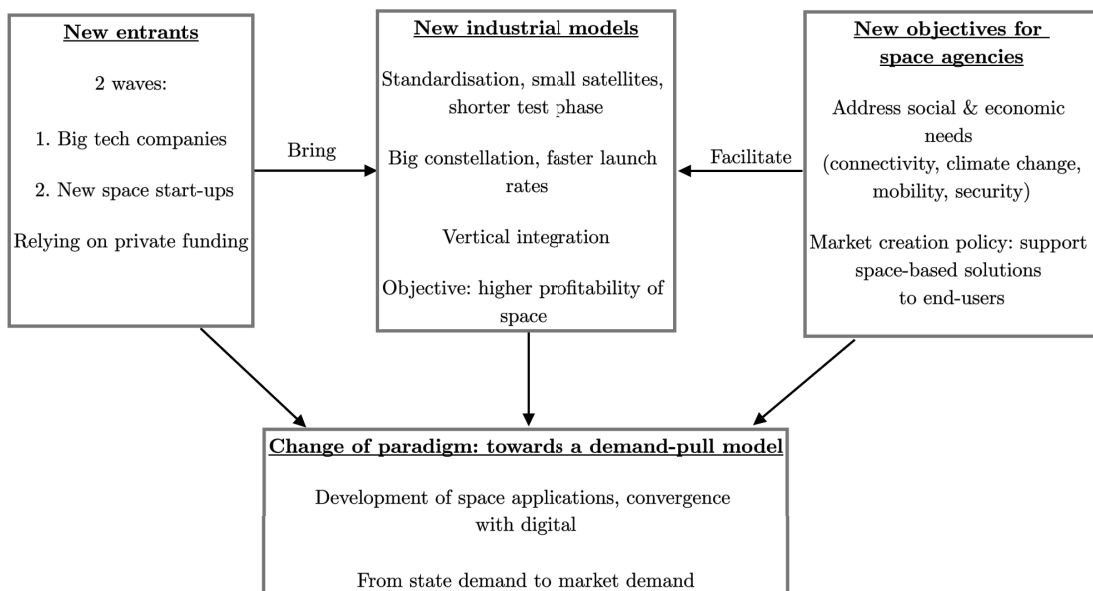 New entrants
2 waves:
1. Big tech companies
2. New space start-ups
Relying on private funding
Bring
New industrial models
Standardisation, small satellites,
shorter test phase
Big constellation, faster launch
rates
Vertical integration
Objective: higher profitability of
space
Facilitate
New objectives for
space agencies
Address social & economic
needs
(connectivity, climate change,
mobility, security)
Market creation policy: support
space-based solutions
to end-users
Change of paradigm: towards a demand-pull model
Development of space applications, convergence
with digital
From state demand to market demand